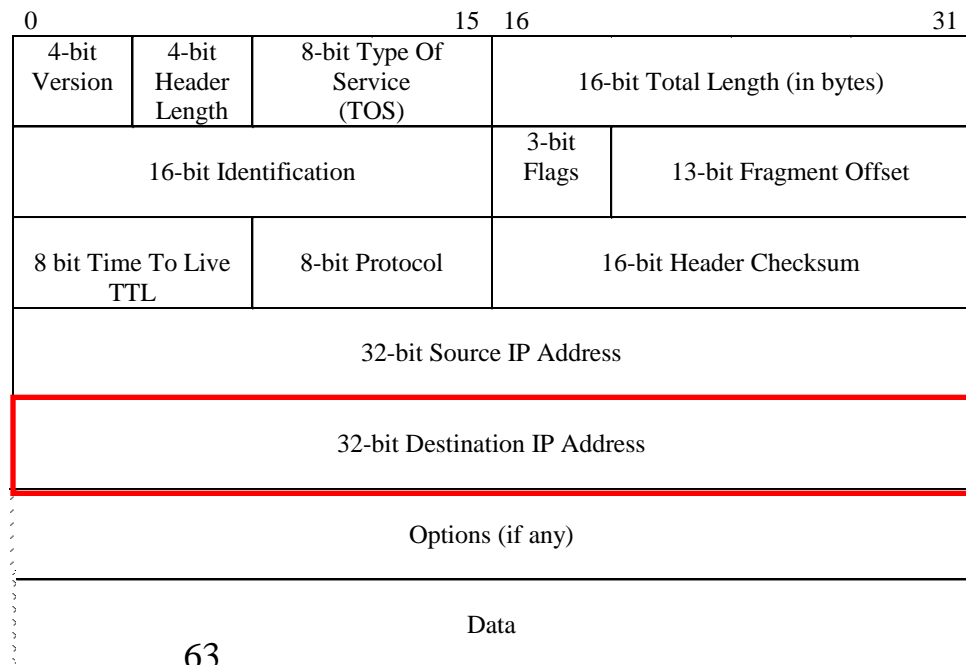 0 15 16 31
4-bit Version
4-bit Header Length
8-bit Type Of Service (TOS)
16-bit Total Length (in bytes)
16-bit Identification
3-bit Flags
13-bit Fragment Offset
8 bit Time To Live TTL
8-bit Protocol
16-bit Header Checksum
32-bit Source IP Address
32-bit Destination IP Address
Options (if any)
Data
63